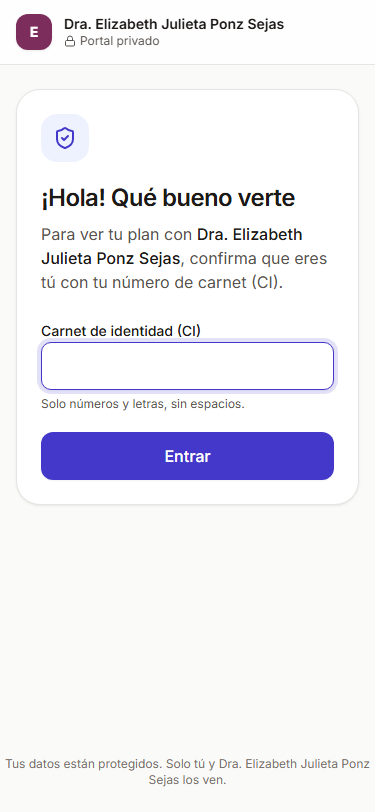 E
Dra. Elizabeth Julieta Ponz Sejas
Portal privado
¡Hola! Qué bueno verte
Para ver tu plan con Dra. Elizabeth
Julieta Ponz Sejas, confirma que eres
tú con tu número de carnet (CI).
Carnet de identidad (CI)
Solo números y letras, sin espacios.
Entrar
Tus datos están protegidos. Solo tú y Dra. Elizabeth Julieta Ponz
Sejas los ven.